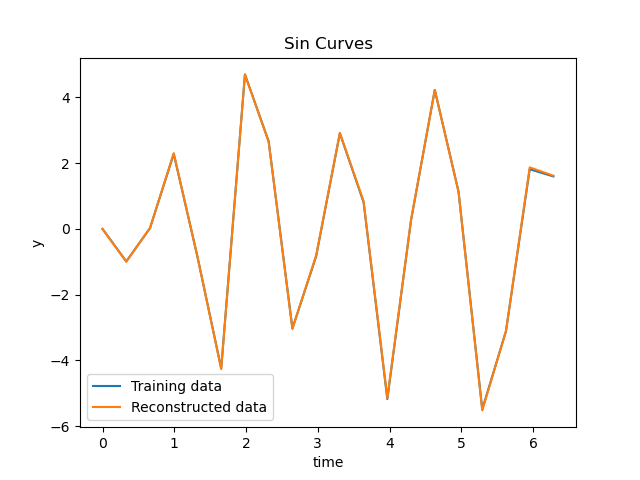 Sin Curves
y
4
2
0
−2
−4
−6
Training data
Reconstructed data
0 1 2 3 4 5 6
time